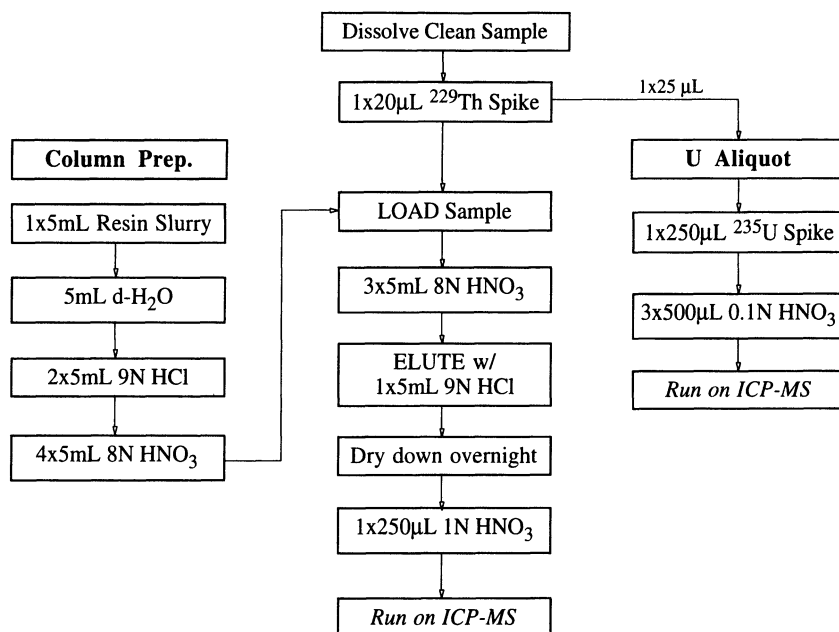 Dissolve Clean Sample
1x20µL ²²⁹Th Spike
1x25 µL
Column Prep.
1x5mL Resin Slurry
5mL d-H₂O
2x5mL 9N HCl
4x5mL 8N HNO₃
LOAD Sample
3x5mL 8N HNO₃
ELUTE w/
1x5mL 9N HCl
Dry down overnight
1x250µL 1N HNO₃
Run on ICP-MS
U Aliquot
1x250µL ²³⁵U Spike
3x500µL 0.1N HNO₃
Run on ICP-MS